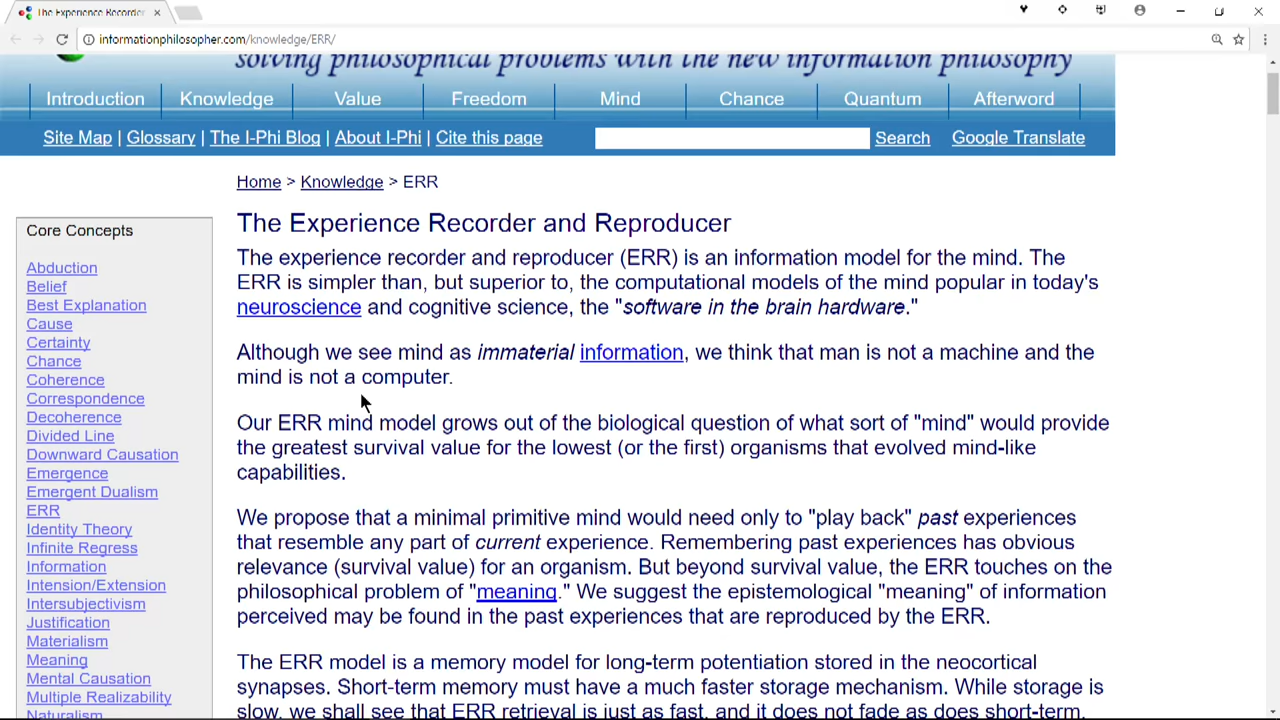 The Experience Recorder
informationphilosopher.com/knowledge/ERR/
solving philosophical problems with the new information philosophy
Introduction Knowledge Value Freedom Mind Chance Quantum Afterword
Site Map | Glossary | The I-Phi Blog | About I-Phi | Cite this page Search Google Translate
Home > Knowledge > ERR
Core Concepts
Abduction
Belief
Best Explanation
Cause
Certainty
Chance
Coherence
Correspondence
Decoherence
Divided Line
Downward Causation
Emergence
Emergent Dualism
ERR
Identity Theory
Infinite Regress
Information
Intension/Extension
Intersubjectivism
Justification
Materialism
Meaning
Mental Causation
Multiple Realizability
Naturalism
The Experience Recorder and Reproducer
The experience recorder and reproducer (ERR) is an information model for the mind. The
ERR is simpler than, but superior to, the computational models of the mind popular in today's
neuroscience and cognitive science, the "software in the brain hardware."
Although we see mind as immaterial information, we think that man is not a machine and the
mind is not a computer.
Our ERR mind model grows out of the biological question of what sort of "mind" would provide
the greatest survival value for the lowest (or the first) organisms that evolved mind-like
capabilities.
We propose that a minimal primitive mind would need only to "play back" past experiences
that resemble any part of current experience. Remembering past experiences has obvious
relevance (survival value) for an organism. But beyond survival value, the ERR touches on the
philosophical problem of "meaning." We suggest the epistemological "meaning" of information
perceived may be found in the past experiences that are reproduced by the ERR.
The ERR model is a memory model for long-term potentiation stored in the neocortical
synapses. Short-term memory must have a much faster storage mechanism. While storage is
slow, we shall see that ERR retrieval is just as fast, and it does not fade as does short-term,